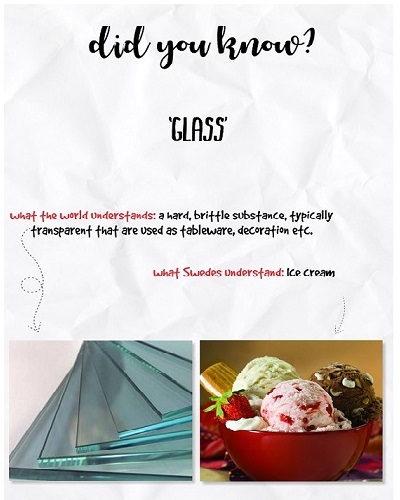 did you know?
'GLASS'
what the world understands: a hard, brittle substance, typically
transparent that are used as tableware, decoration etc.
what Swedes understand: Ice cream